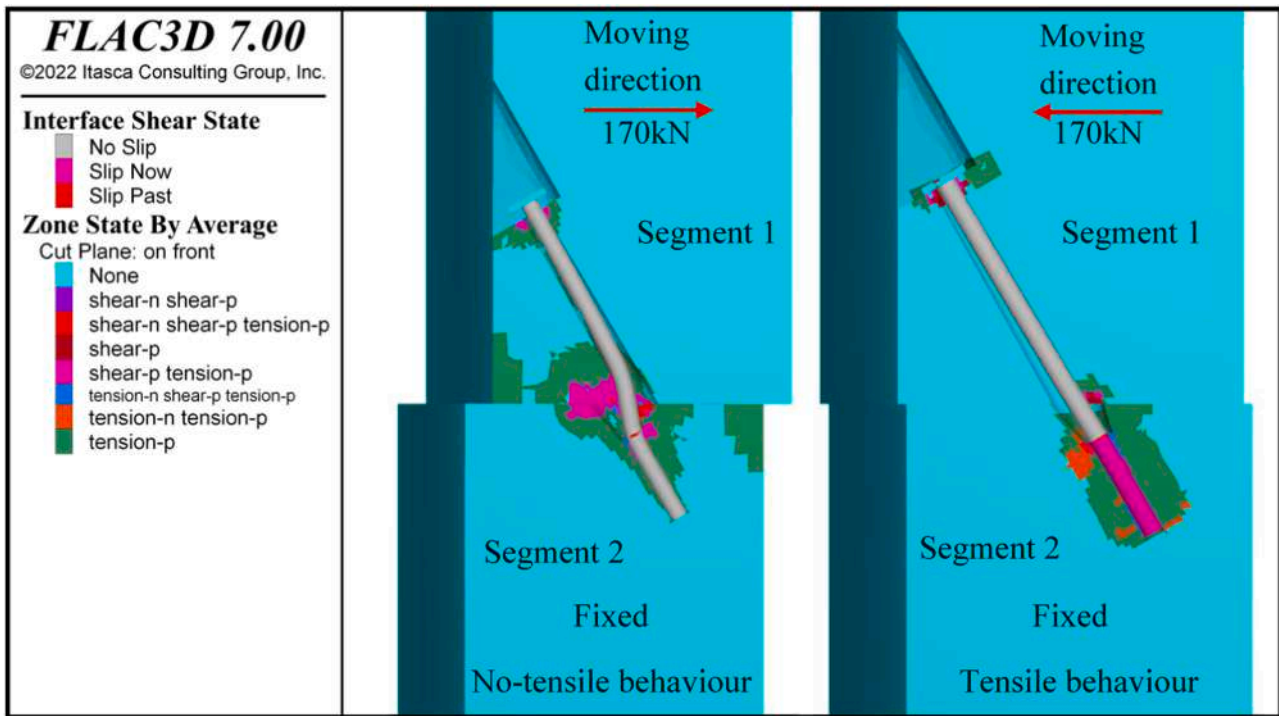 FLAC3D 7.00
©2022 Itasca Consulting Group, Inc.
Interface Shear State
No Slip
Slip Now
Slip Past
Zone State By Average
Cut Plane: on front
None
shear-n shear-p
shear-n shear-p tension-p
shear-p
shear-p tension-p
tension-n shear-p tension-p
tension-n tension-p
tension-p
Moving
direction
170kN
Segment 1
Segment 2
Fixed
No-tensile behaviour
Moving
direction
170kN
Segment 1
Segment 2
Fixed
Tensile behaviour